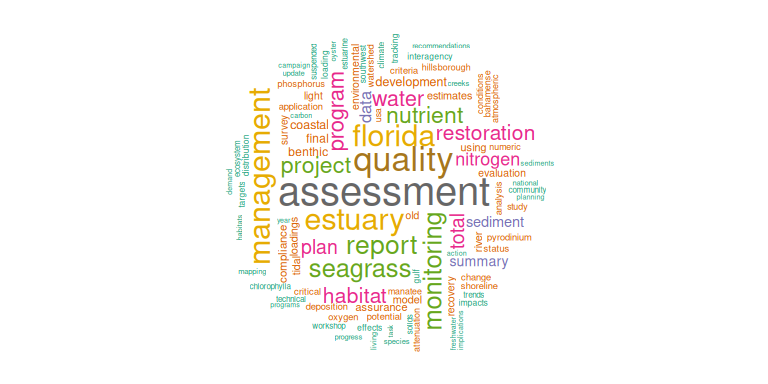 recommendations
interagency
campaign
update
suspended
loading
oyster
estuarine
southwest
watershed
climate
tracking
criteria
hillsborough
phosphorus
light
environmental
development
creeks
conditions
bahamense
atmospheric
application
carbon
program
data
water
usa
estimates
management
survey
coastal
final
florida
nutrient
restoration
benthic
using
numeric
demand
ecosystem
distribution
project
quality
nitrogen
sediments
evaluation
targets
assessment
analysis
national
community
planning
study
habitats
year
estuary
old
monitoring
total
sediment
compliance
tidal
loadings
plan
report
river
pyrodinium
status
action
summary
mapping
seagrass
gulf
chlorophylla
technical
programs
critical
habitat
manatee
model
recovery
change
shoreline
trends
impacts
deposition
assurance
oxygen
potential
workshop
effects
task
solids
attenuation
freshwater
implications
progress
living
species